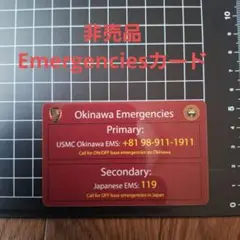 非売品
Emergenciesカード
Okinawa Emergencies
Primary:
USMC Okinawa EMS: +81 98-911-1911
Call for ON/OFF base emergencies on Okinawa
Secondary:
Japanese EMS: 119
Call for OFF base emergencies in Japan